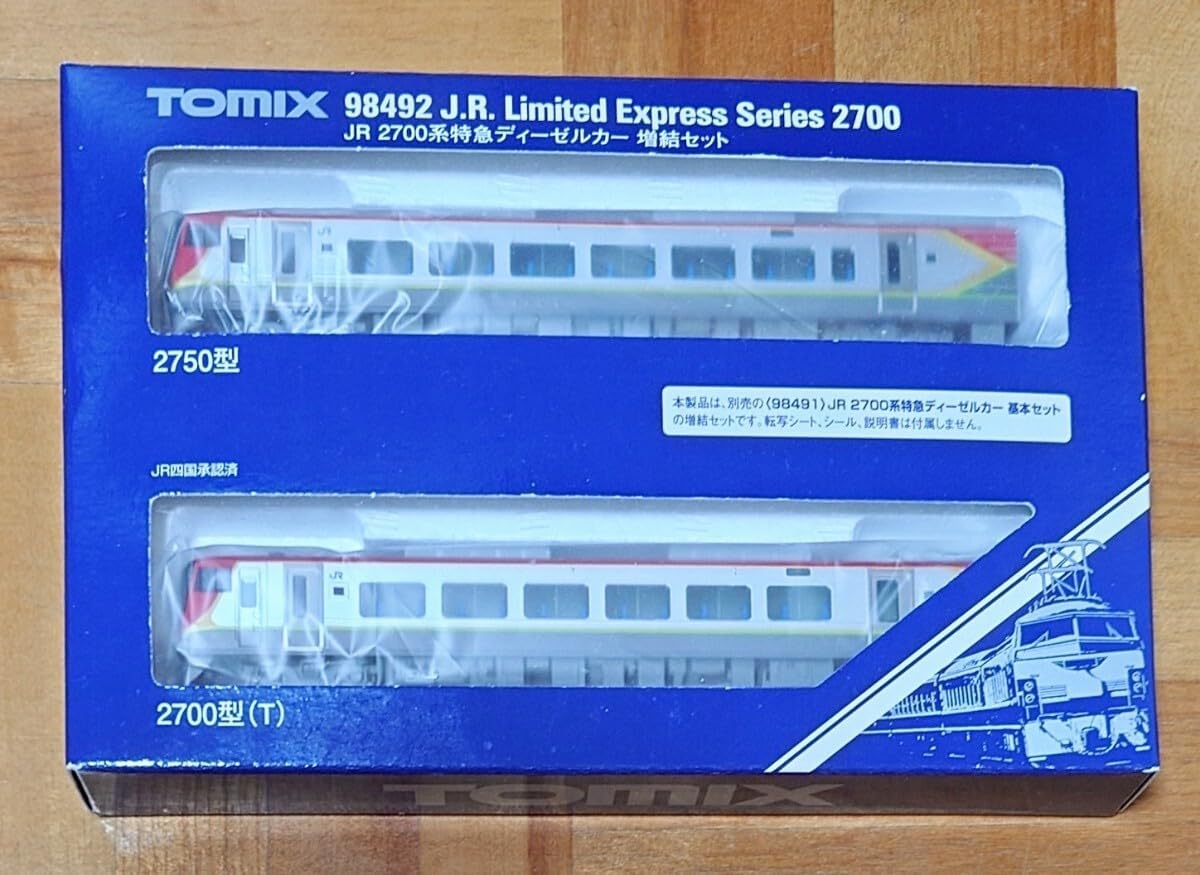 TOMIX 98492 J.R. Limited Express Series 2700
JR 2700系特急ディーゼルカー 増結セット
JR
2750型
本製品は、別売の〈98491〉JR 2700系特急ディーゼルカー 基本セット
の増結セットです。転写シート、シール、説明書は付属しません。
JR四国承認済
JR
2700型(T)
TOMIX